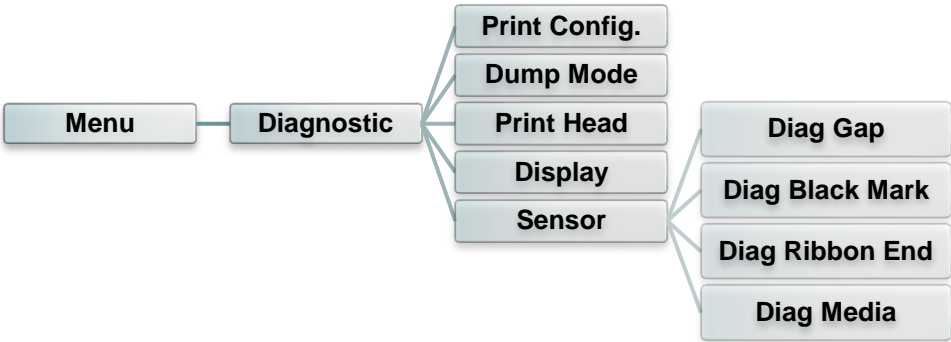 Menu
Diagnostic
Print Config.
Dump Mode
Print Head
Display
Sensor
Diag Gap
Diag Black Mark
Diag Ribbon End
Diag Media